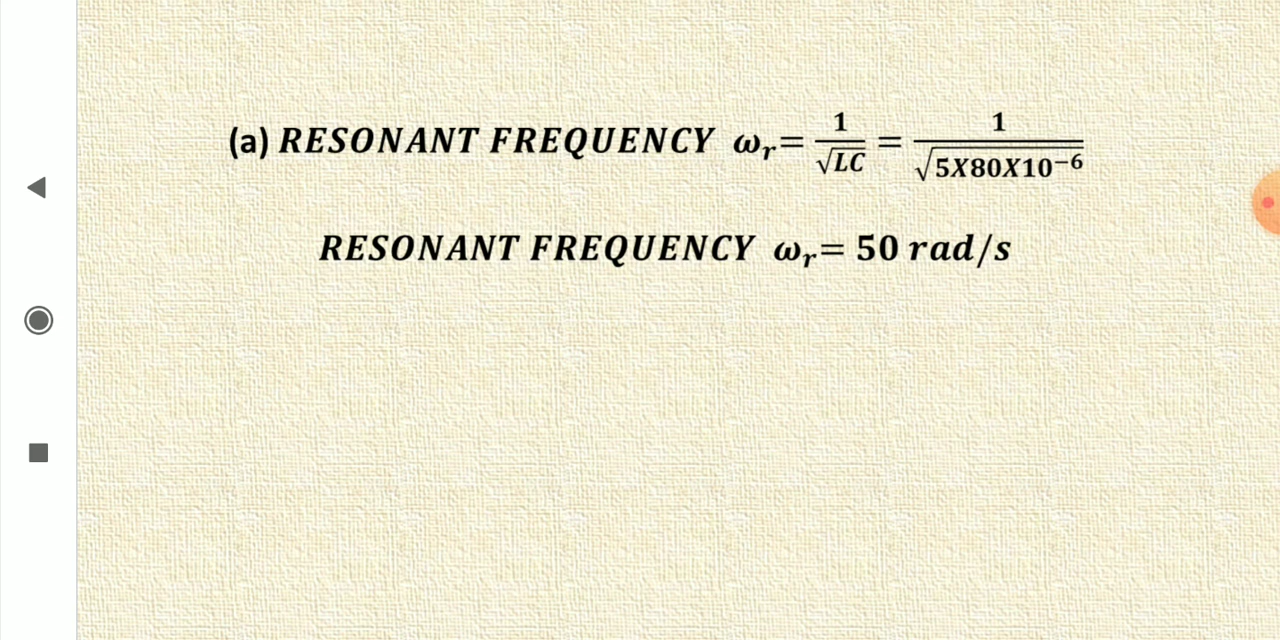 (a) RESONANT FREQUENCY ωᵣ= 1/√LC = 1/√5X80X10⁻⁶
RESONANT FREQUENCY ωᵣ= 50 rad/s